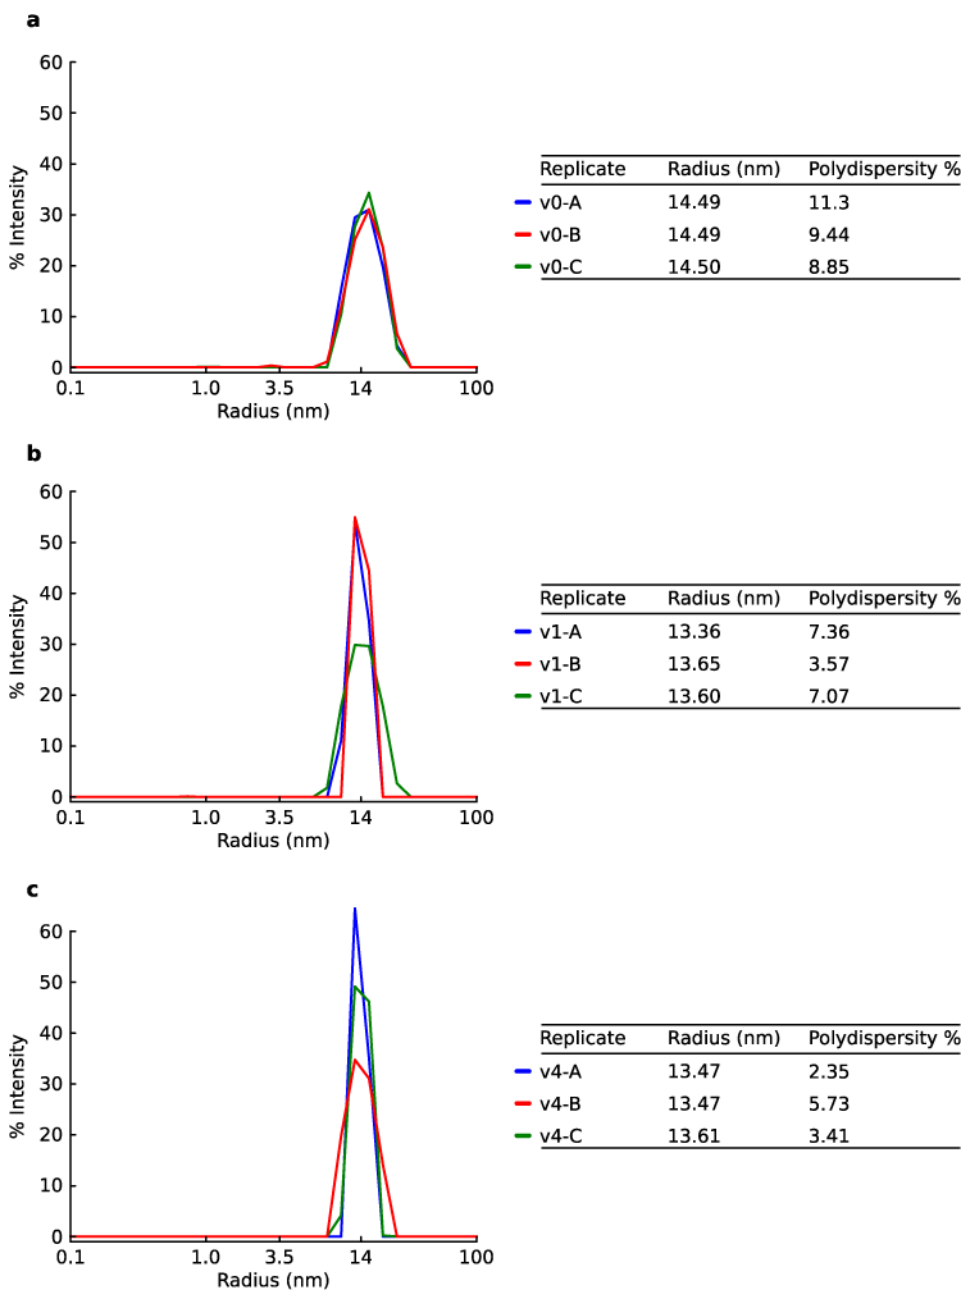 a
60
50
40
30
20
10
0
% Intensity
0.1 1.0 3.5 14 100
Radius (nm)
Replicate Radius (nm) Polydispersity %
v0-A 14.49 11.3
v0-B 14.49 9.44
v0-C 14.50 8.85
b
60
50
40
30
20
10
0
% Intensity
0.1 1.0 3.5 14 100
Radius (nm)
Replicate Radius (nm) Polydispersity %
v1-A 13.36 7.36
v1-B 13.65 3.57
v1-C 13.60 7.07
c
60
50
40
30
20
10
0
% Intensity
0.1 1.0 3.5 14 100
Radius (nm)
Replicate Radius (nm) Polydispersity %
v4-A 13.47 2.35
v4-B 13.47 5.73
v4-C 13.61 3.41